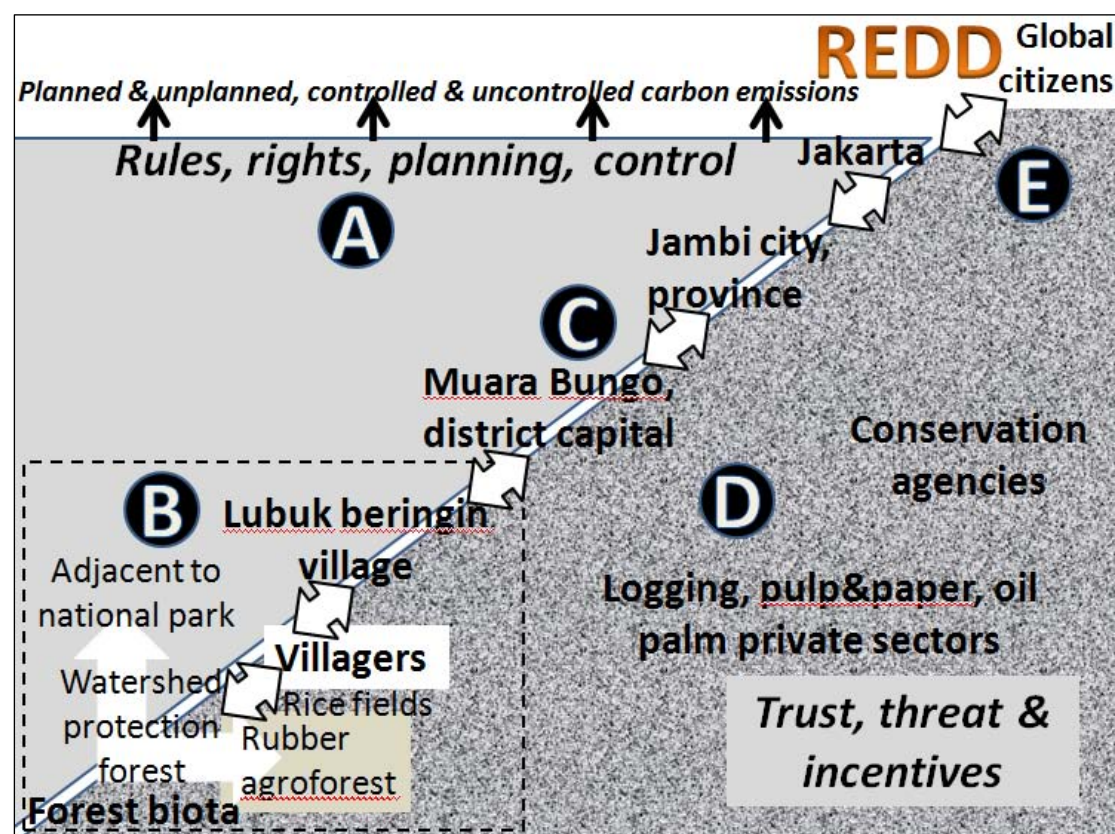 REDD Global
citizens
Planned & unplanned, controlled & uncontrolled carbon emissions
Rules, rights, planning, control
Jakarta
A
E
Jambi city,
province
C
Muara Bungo,
district capital
Conservation
agencies
B
D
Lubuk beringin
village
Adjacent to
national park
Logging, pulp&paper, oil
palm private sectors
Villagers
Watershed
protection
forest
Rice fields
Rubber
agroforest
Trust, threat &
incentives
Forest biota